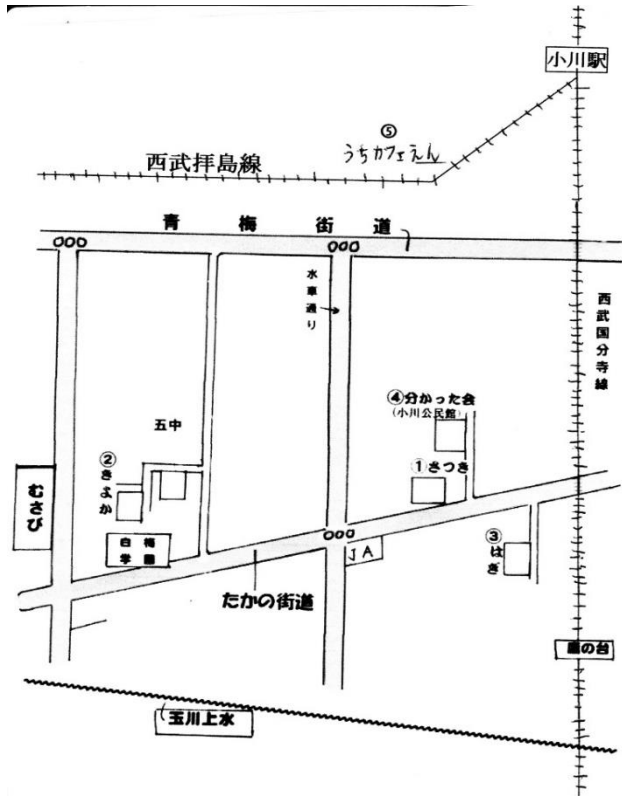 小川駅
⑤
うちカフェえん
西武拝島線
青梅街道
水車通り
西武国分寺線
④分かった会
(小川公民館)
五中
②きよか
①さつき
むさび
白梅
学園
③はぎ
JA
たかの街道
鷹の台
玉川上水